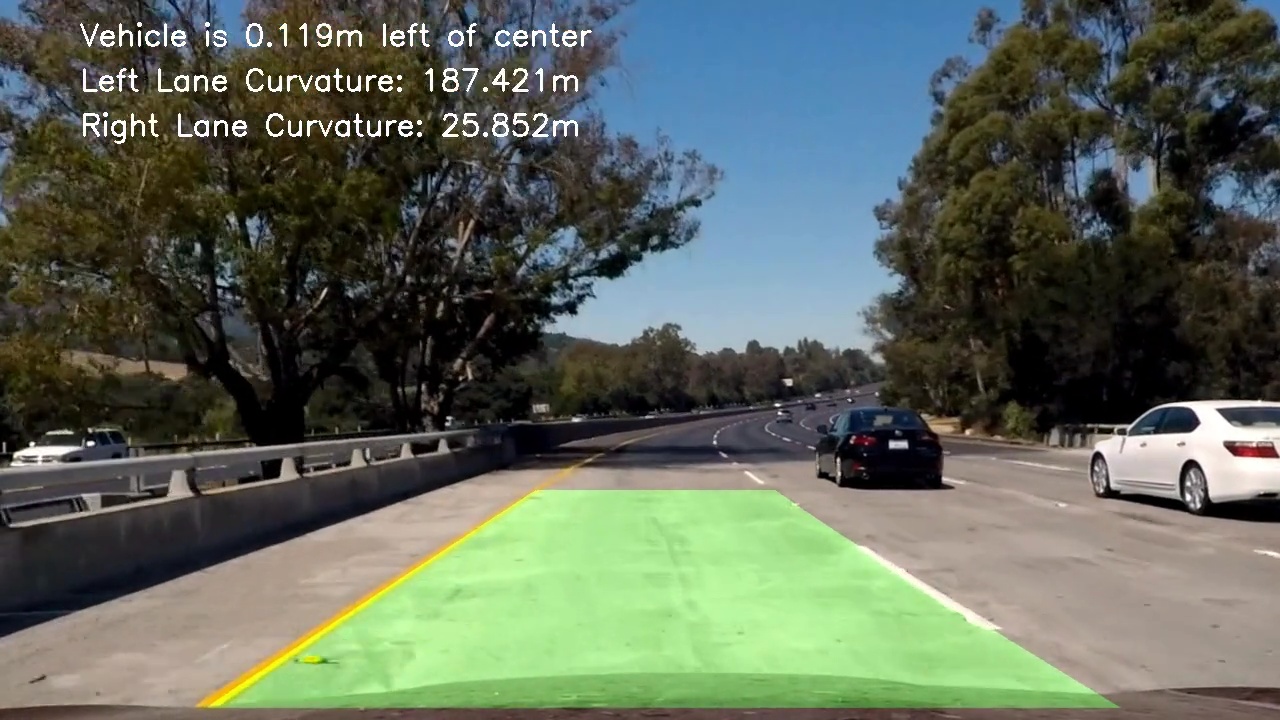 Vehicle is 0.119m left of center
Left Lane Curvature: 187.421m
Right Lane Curvature: 25.852m